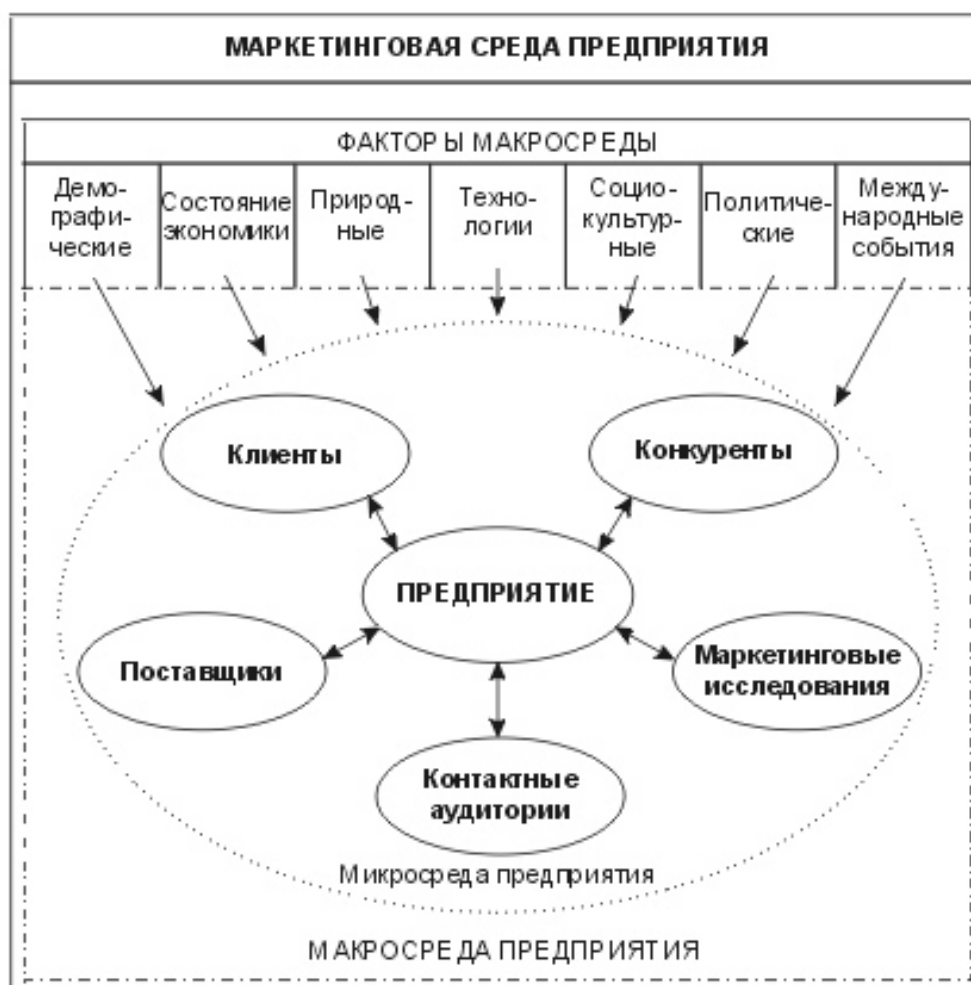 МАРКЕТИНГОВАЯ СРЕДА ПРЕДПРИЯТИЯ
ФАКТОРЫ МАКРОСРЕДЫ
Демо-
графи-
ческие
Состояние
экономики
Природ-
ные
Техно-
логии
Социо-
культур-
ные
Политиче-
ские
Между-
народные
события
Клиенты
Конкуренты
ПРЕДПРИЯТИЕ
Поставщики
Маркетинговые
исследования
Контактные
аудитории
Микросреда предприятия
МАКРОСРЕДА ПРЕДПРИЯТИЯ